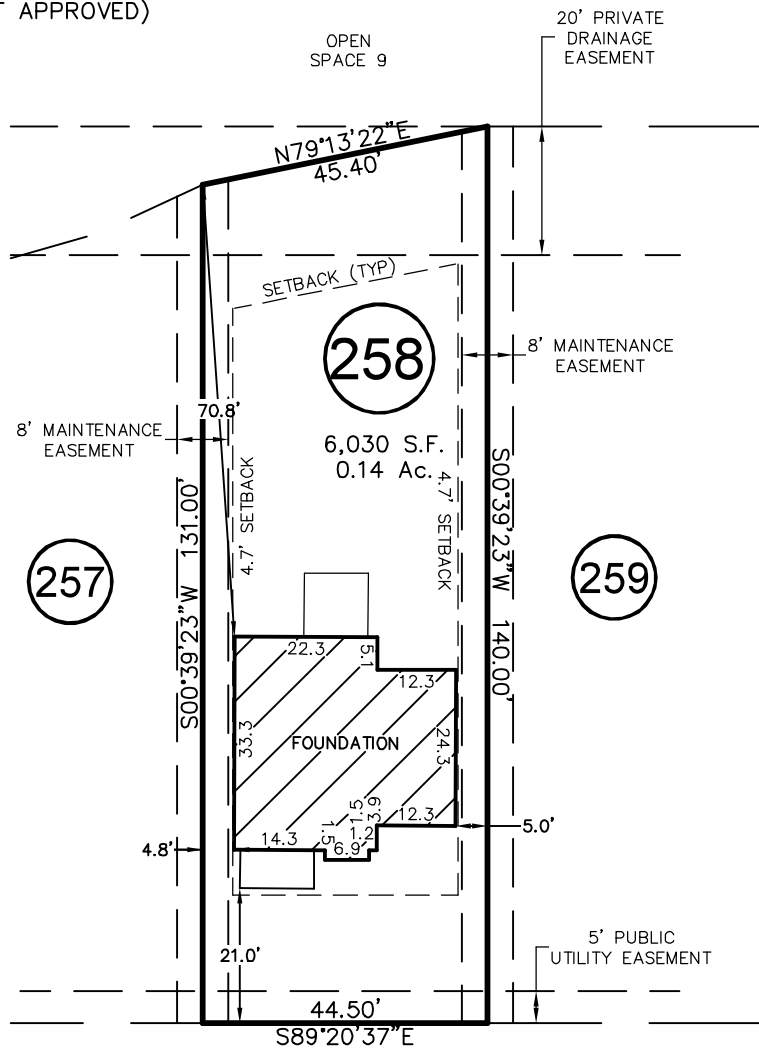 T APPROVED)
20' PRIVATE
DRAINAGE
EASEMENT
OPEN
SPACE 9
N79°13'22"E
45.40'
SETBACK (TYP)
258
8' MAINTENANCE
EASEMENT
70.8'
8' MAINTENANCE
EASEMENT
6,030 S.F.
0.14 Ac.
4.7' SETBACK
4.7' SETBACK
S00°39'23"W 131.00'
S00°39'23"W 140.00'
257
259
22.3
5.1
12.3
33.3
FOUNDATION
24.3
14.3
1.5
6.9
1.2
1.5
3.9
12.3
5.0'
4.8'
21.0'
5' PUBLIC
UTILITY EASEMENT
44.50'
S89°20'37"E